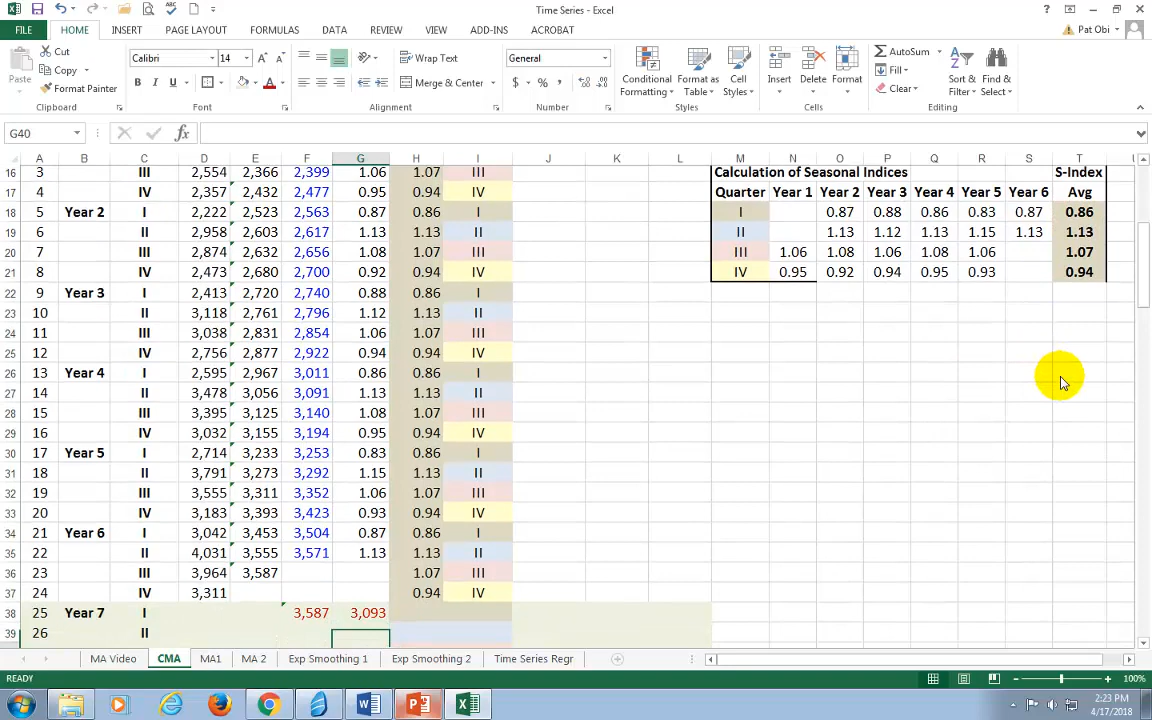 Time Series - Excel
FILE HOME INSERT PAGE LAYOUT FORMULAS DATA REVIEW VIEW ADD-INS ACROBAT Pat Obi
Paste Cut Copy Format Painter Clipboard
Calibri 14 B I U A Font
Wrap Text Merge & Center Alignment
General $ % , Number
Conditional Formatting Format as Table Cell Styles Styles
Insert Delete Format Cells
AutoSum Fill Clear Sort & Filter Find & Select Editing
G40 fx
A B C D E F G H I J K L M N O P Q R S T U
16 3 III 2,554 2,366 2,399 1.06 1.07 III Calculation of Seasonal Indices S-Index
17 4 IV 2,357 2,432 2,477 0.95 0.94 IV Quarter Year 1 Year 2 Year 3 Year 4 Year 5 Year 6 Avg
18 5 Year 2 I 2,222 2,523 2,563 0.87 0.86 I I 0.87 0.88 0.86 0.83 0.87 0.86
19 6 II 2,958 2,603 2,617 1.13 1.13 II II 1.13 1.12 1.13 1.15 1.13 1.13
20 7 III 2,874 2,632 2,656 1.08 1.07 III III 1.06 1.08 1.06 1.08 1.06 1.07
21 8 IV 2,473 2,680 2,700 0.92 0.94 IV IV 0.95 0.92 0.94 0.95 0.93 0.94
22 9 Year 3 I 2,413 2,720 2,740 0.88 0.86 I
23 10 II 3,118 2,761 2,796 1.12 1.13 II
24 11 III 3,038 2,831 2,854 1.06 1.07 III
25 12 IV 2,756 2,877 2,922 0.94 0.94 IV
26 13 Year 4 I 2,595 2,967 3,011 0.86 0.86 I
27 14 II 3,478 3,056 3,091 1.13 1.13 II
28 15 III 3,395 3,125 3,140 1.08 1.07 III
29 16 IV 3,032 3,155 3,194 0.95 0.94 IV
30 17 Year 5 I 2,714 3,233 3,253 0.83 0.86 I
31 18 II 3,791 3,273 3,292 1.15 1.13 II
32 19 III 3,555 3,311 3,352 1.06 1.07 III
33 20 IV 3,183 3,393 3,423 0.93 0.94 IV
34 21 Year 6 I 3,042 3,453 3,504 0.87 0.86 I
35 22 II 4,031 3,555 3,571 1.13 1.13 II
36 23 III 3,964 3,587 1.07 III
37 24 IV 3,311 0.94 IV
38 25 Year 7 I 3,587 3,093
39 26 II
MA Video CMA MA1 MA 2 Exp Smoothing 1 Exp Smoothing 2 Time Series Regr
READY 100%
2:23 PM
4/17/2018